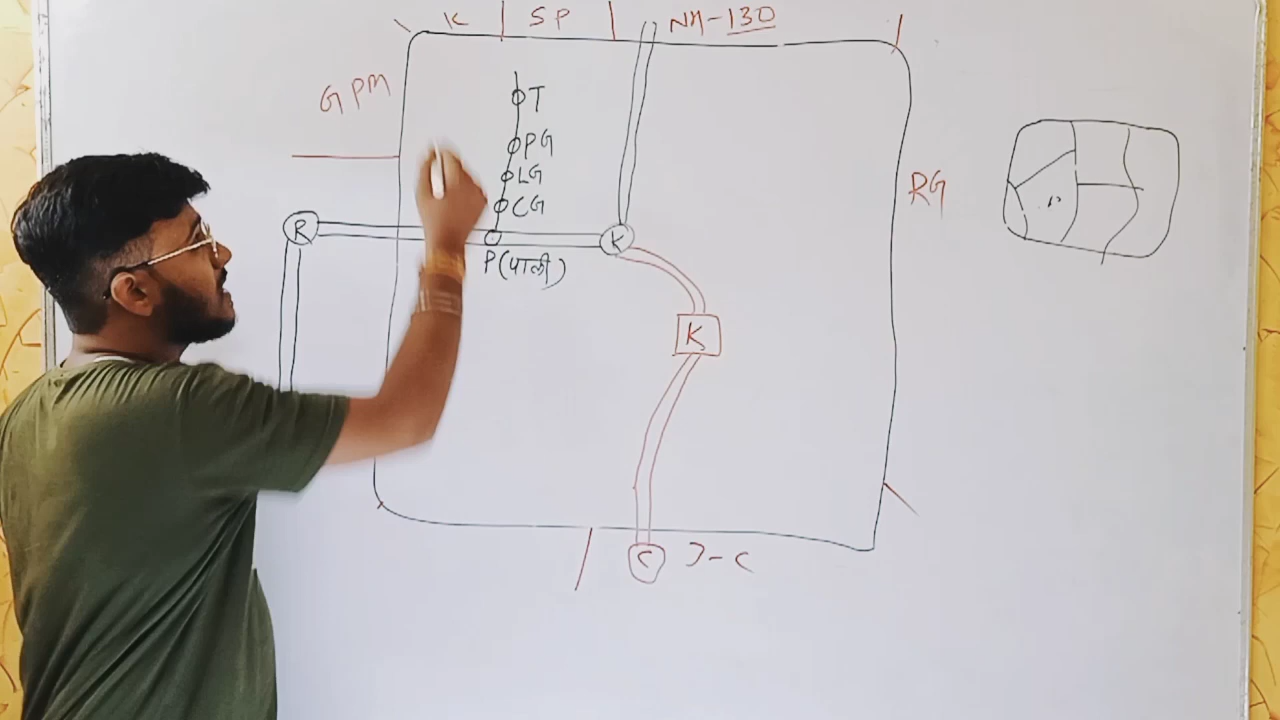 K SP NH-130
GPM
T
PG
LG
CG
RG
R
K
P(पाली)
K
C J-C